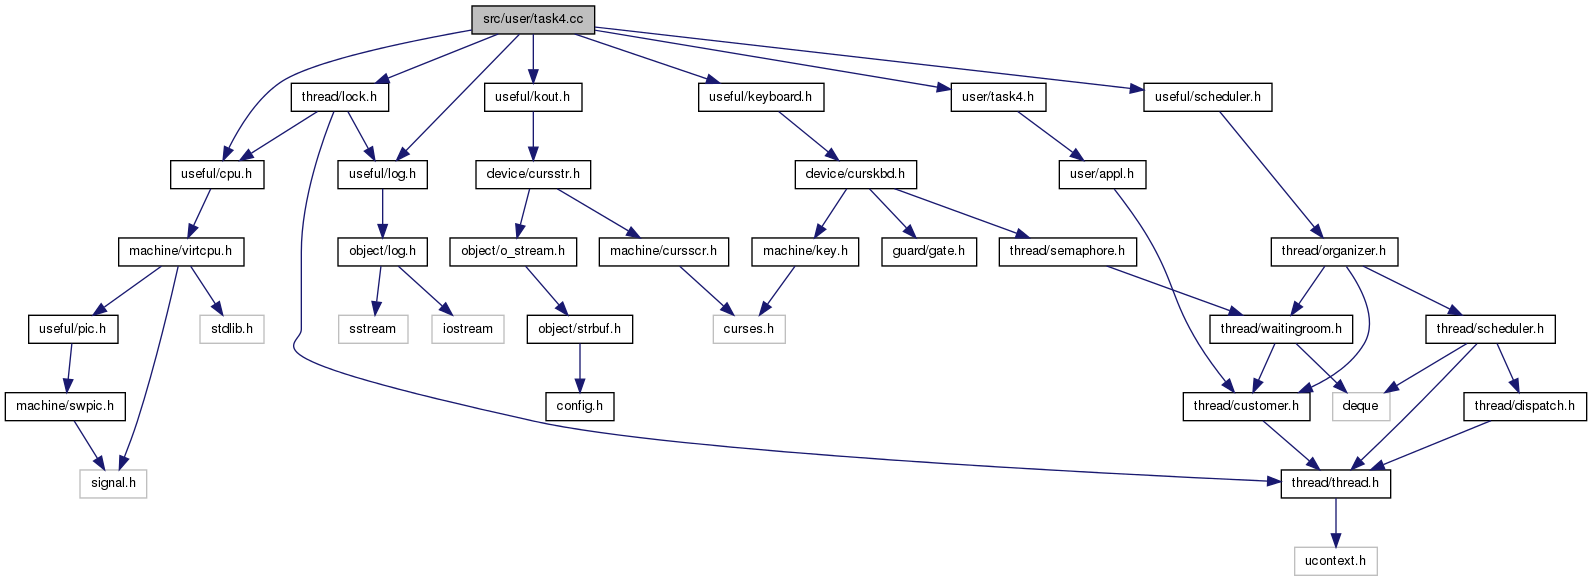 src/user/task4.cc
thread/lock.h
useful/kout.h
useful/keyboard.h
user/task4.h
useful/scheduler.h
useful/cpu.h
useful/log.h
device/cursstr.h
device/curskbd.h
user/appl.h
machine/virtcpu.h
object/log.h
object/o_stream.h
machine/cursscr.h
machine/key.h
guard/gate.h
thread/semaphore.h
thread/organizer.h
useful/pic.h
stdlib.h
sstream
iostream
object/strbuf.h
curses.h
thread/waitingroom.h
thread/scheduler.h
machine/swpic.h
config.h
thread/customer.h
deque
thread/dispatch.h
signal.h
thread/thread.h
ucontext.h